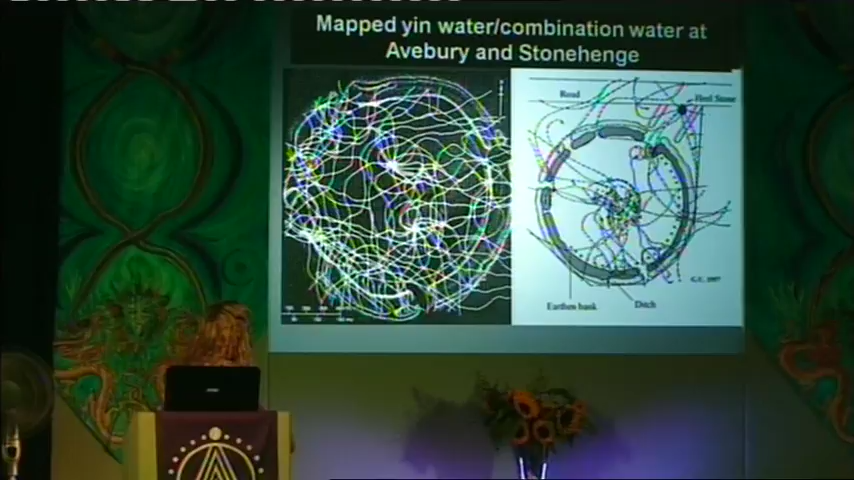 Mapped yin water/combination water at
Avebury and Stonehenge
Road
Heel Stone
Earthen bank
Ditch